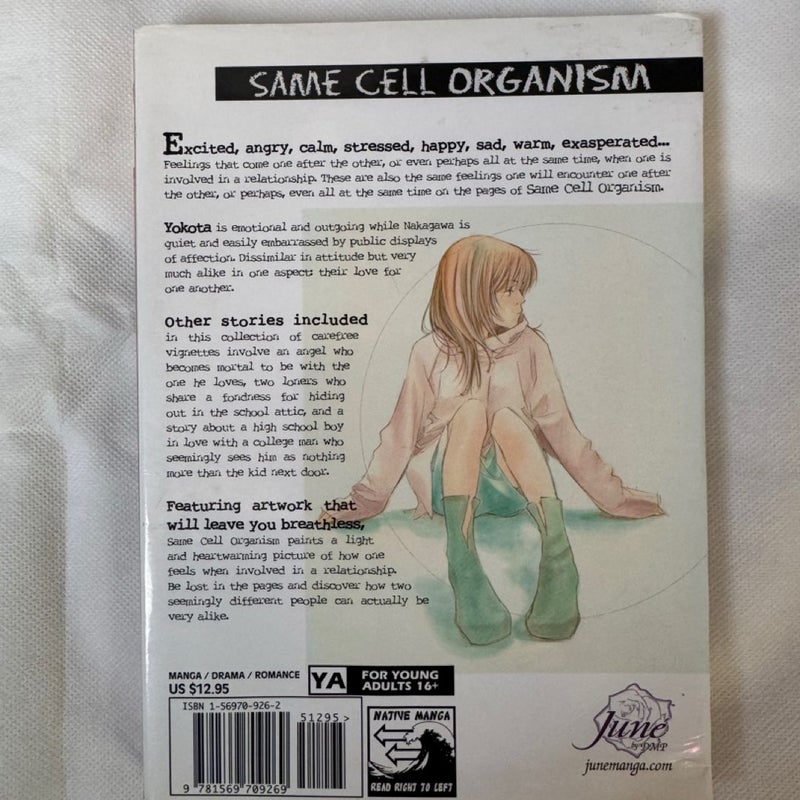 SAME CELL ORGANISM
Excited, angry, calm, stressed, happy, sad, warm, exasperated...
Feelings that come one after the other, or even perhaps all at the same time, when one is
involved in a relationship. These are also the same feelings one will encounter one after
the other, or perhaps, even all at the same time on the pages of Same Cell Organism.
Yokota is emotional and outgoing while Nakagawa is
quiet and easily embarrassed by public displays
of affection. Dissimilar in attitude but very
much alike in one aspect: their love for
one another.
Other stories included
in this collection of carefree
vignettes involve an angel who
becomes mortal to be with the
one he loves, two loners who
share a fondness for hiding
out in the school attic, and a
story about a high school boy
in love with a college man who
seemingly sees him as nothing
more than the kid next door.
Featuring artwork that
will leave you breathless,
Same Cell Organism paints a light
and heartwarming picture of how one
feels when involved in a relationship.
Be lost in the pages and discover how two
seemingly different people can actually be
very alike.
MANGA / DRAMA / ROMANCE
US $12.95
YA
FOR YOUNG
ADULTS 16+
ISBN 1-56970-926-2
51295>
9 781569 709269
NATIVE MANGA
READ RIGHT TO LEFT
June
by DMP
junemanga.com